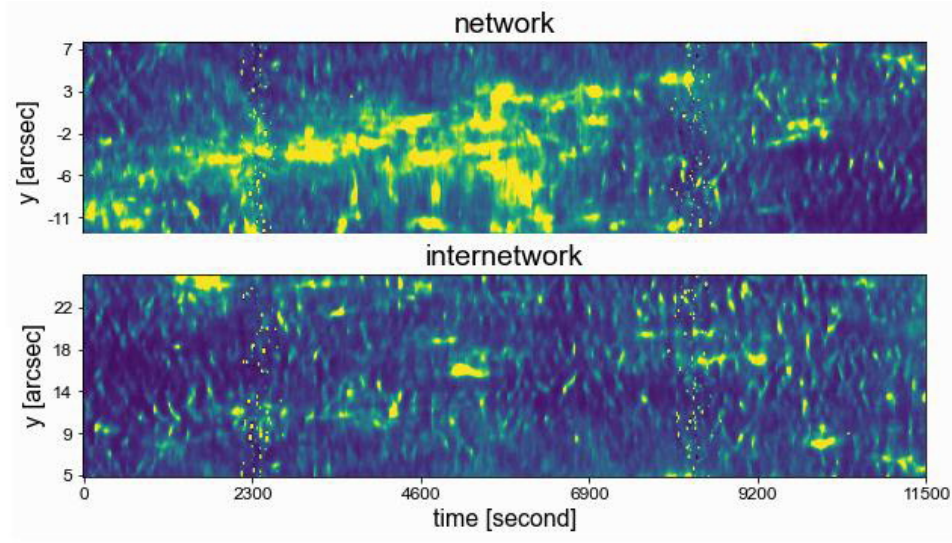 network
7
3
-2
-6
-11
y [arcsec]
internetwork
22
18
14
9
5
y [arcsec]
0 2300 4600 6900 9200 11500
time [second]